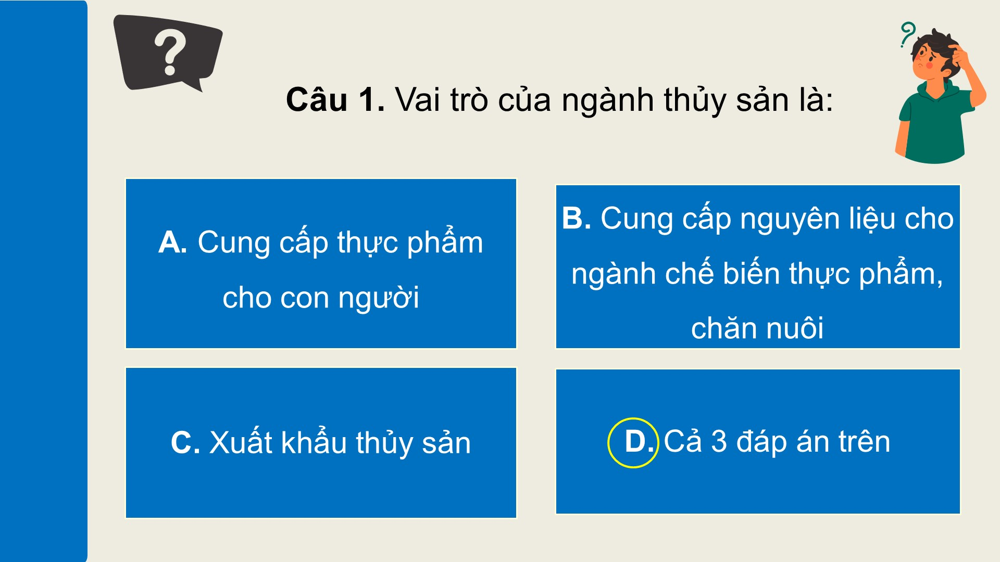 ?
?
Câu 1. Vai trò của ngành thủy sản là:
A. Cung cấp thực phẩm
cho con người
B. Cung cấp nguyên liệu cho
ngành chế biến thực phẩm,
chăn nuôi
C. Xuất khẩu thủy sản
D. Cả 3 đáp án trên